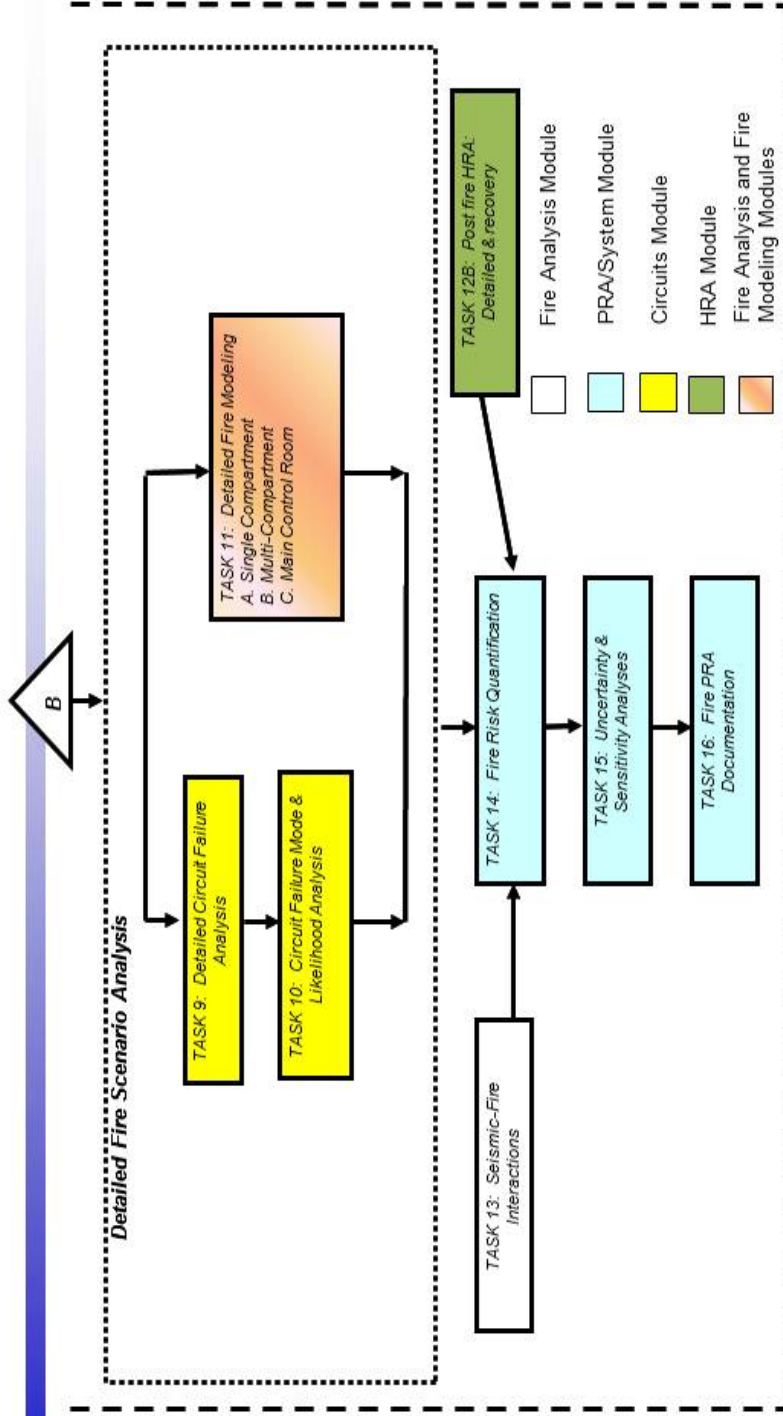 B
Detailed Fire Scenario Analysis
TASK 9: Detailed Circuit Failure
Analysis
TASK 10: Circuit Failure Mode &
Likelihood Analysis
TASK 11: Detailed Fire Modeling
A. Single Compartment
B. Multi-Compartment
C. Main Control Room
TASK 13: Seismic-Fire
Interactions
TASK 14: Fire Risk Quantification
TASK 12B: Post fire HRA:
Detailed & recovery
TASK 15: Uncertainty &
Sensitivity Analyses
TASK 16: Fire PRA
Documentation
Fire Analysis Module
PRA/System Module
Circuits Module
HRA Module
Fire Analysis and Fire
Modeling Modules